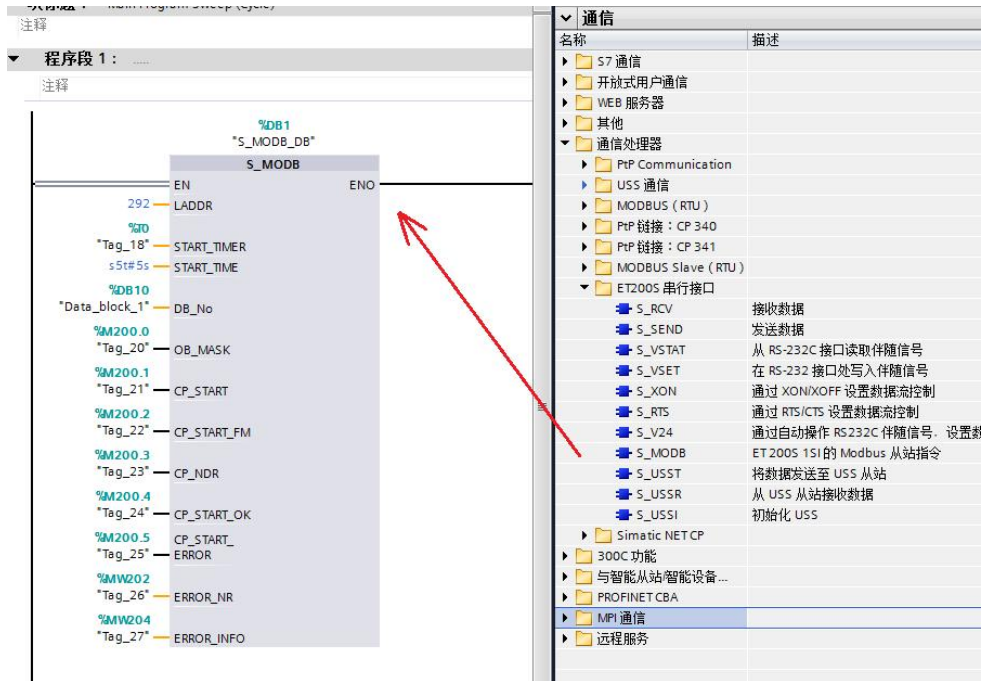 Main Program Sweep (Cycle)
注释
程序段 1： .....
注释
%DB1
"S_MODB_DB"
S_MODB
EN
ENO
292
LADDR
%T0
"Tag_18"
START_TIMER
s5t#5s
START_TIME
%DB10
"Data_block_1"
DB_No
%M200.0
"Tag_20"
OB_MASK
%M200.1
"Tag_21"
CP_START
%M200.2
"Tag_22"
CP_START_FM
%M200.3
"Tag_23"
CP_NDR
%M200.4
"Tag_24"
CP_START_OK
%M200.5
"Tag_25"
CP_START_
ERROR
%MW202
"Tag_26"
ERROR_NR
%MW204
"Tag_27"
ERROR_INFO
通信
名称 描述
S7 通信
开放式用户通信
WEB 服务器
其他
通信处理器
PtP Communication
USS 通信
MODBUS（RTU）
PtP 链接：CP 340
PtP 链接：CP 341
MODBUS Slave（RTU）
ET200S 串行接口
S_RCV 接收数据
S_SEND 发送数据
S_VSTAT 从 RS-232C 接口读取伴随信号
S_VSET 在 RS-232 接口处写入伴随信号
S_XON 通过 XON/XOFF 设置数据流控制
S_RTS 通过 RTS/CTS 设置数据流控制
S_V24 通过自动操作 RS232C 伴随信号，设置数
S_MODB ET 200S 1SI 的 Modbus 从站指令
S_USST 将数据发送至 USS 从站
S_USSR 从 USS 从站接收数据
S_USSI 初始化 USS
Simatic NET CP
300C 功能
与智能从站/智能设备...
PROFINET CBA
MPI 通信
远程服务